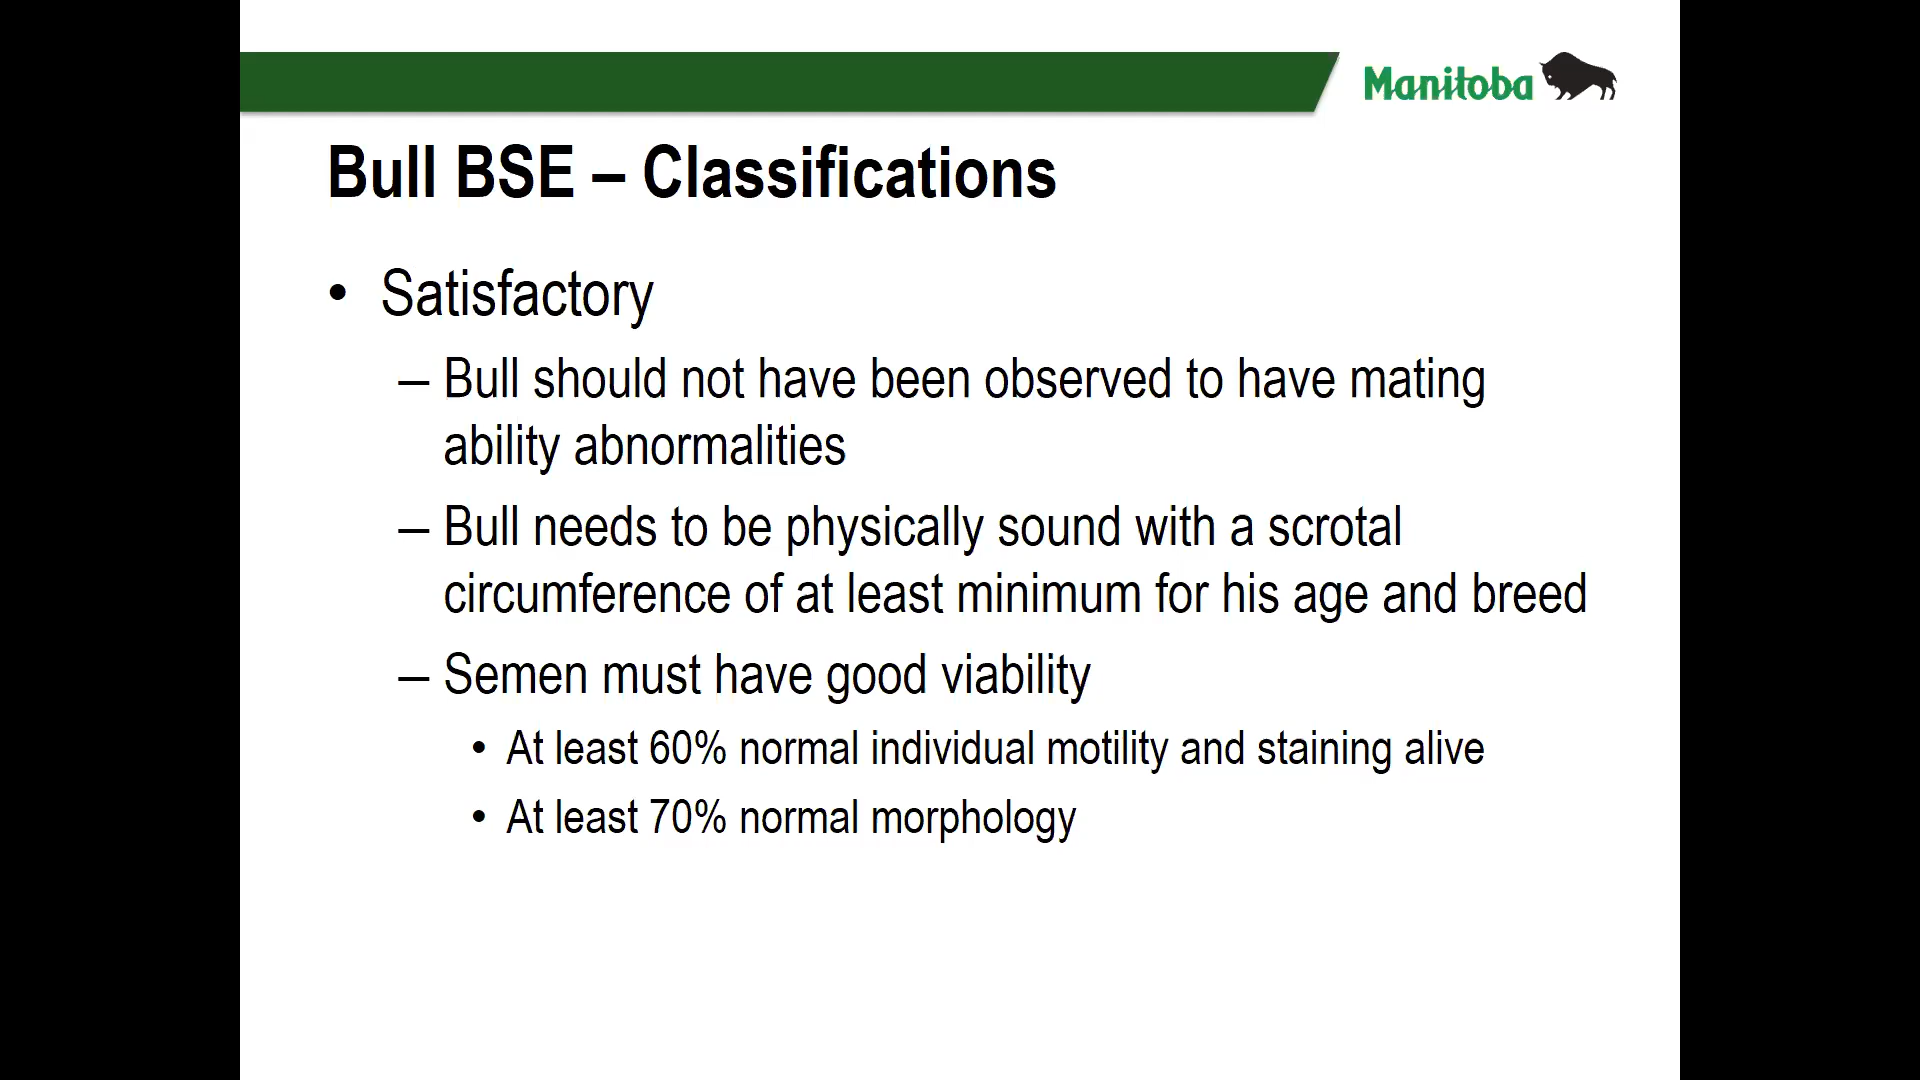 Manitoba
Bull BSE – Classifications
• Satisfactory
– Bull should not have been observed to have mating
ability abnormalities
– Bull needs to be physically sound with a scrotal
circumference of at least minimum for his age and breed
– Semen must have good viability
• At least 60% normal individual motility and staining alive
• At least 70% normal morphology